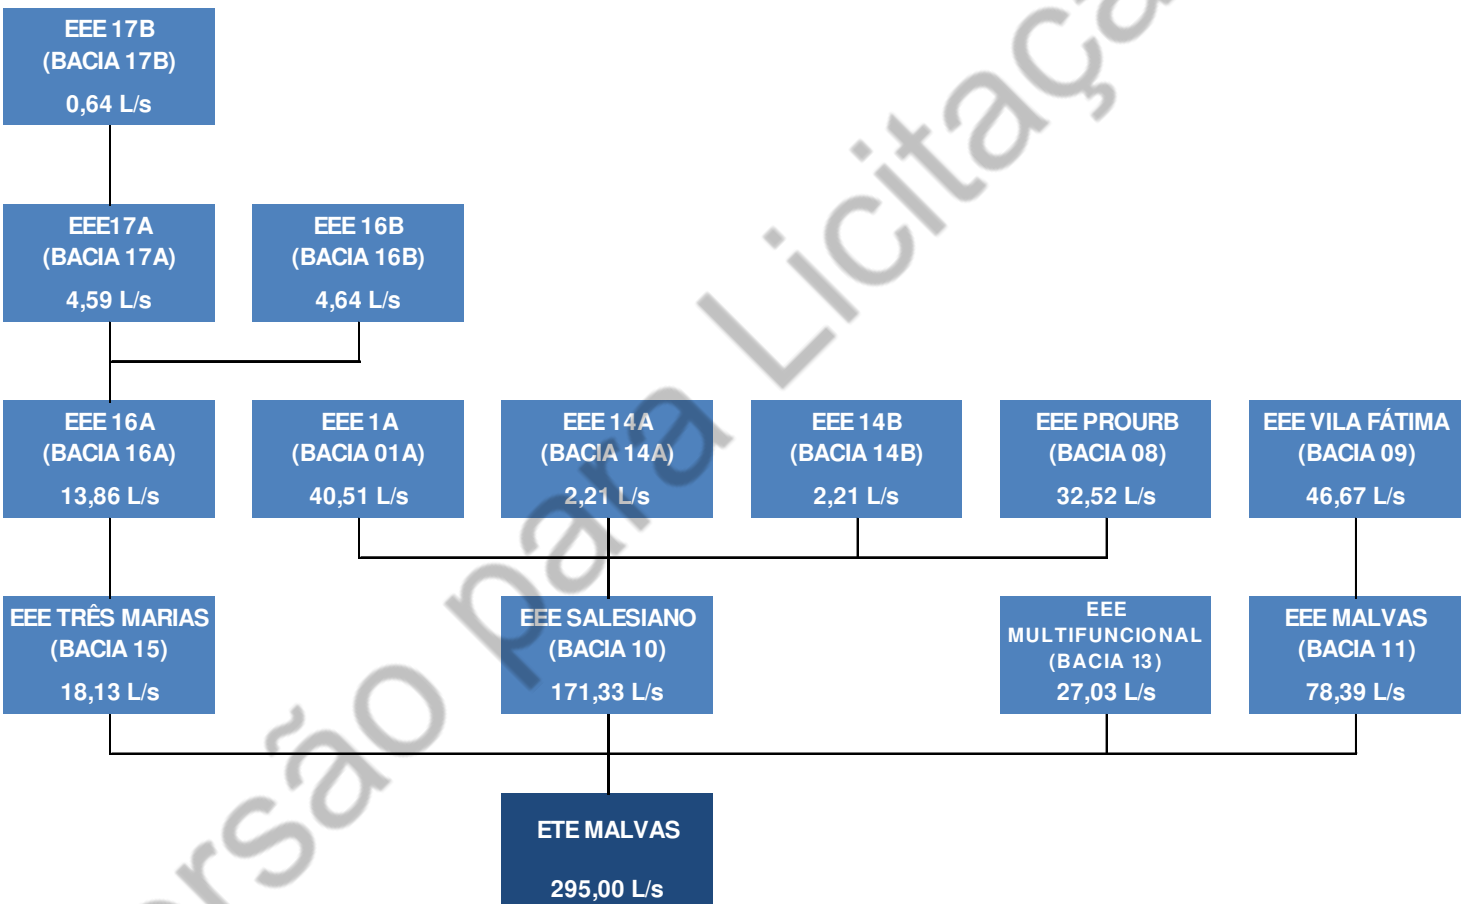 EEE 17B
(BACIA 17B)
0,64 L/s
EEE17A
(BACIA 17A)
4,59 L/s
EEE 16B
(BACIA 16B)
4,64 L/s
EEE 16A
(BACIA 16A)
13,86 L/s
EEE 1A
(BACIA 01A)
40,51 L/s
EEE 14A
(BACIA 14A)
2,21 L/s
EEE 14B
(BACIA 14B)
2,21 L/s
EEE PROURB
(BACIA 08)
32,52 L/s
EEE VILA FÁTIMA
(BACIA 09)
46,67 L/s
EEE TRÊS MARIAS
(BACIA 15)
18,13 L/s
EEE SALESIANO
(BACIA 10)
171,33 L/s
EEE
MULTIFUNCIONAL
(BACIA 13)
27,03 L/s
EEE MALVAS
(BACIA 11)
78,39 L/s
ETE MALVAS
295,00 L/s
ersão para Licitaçã